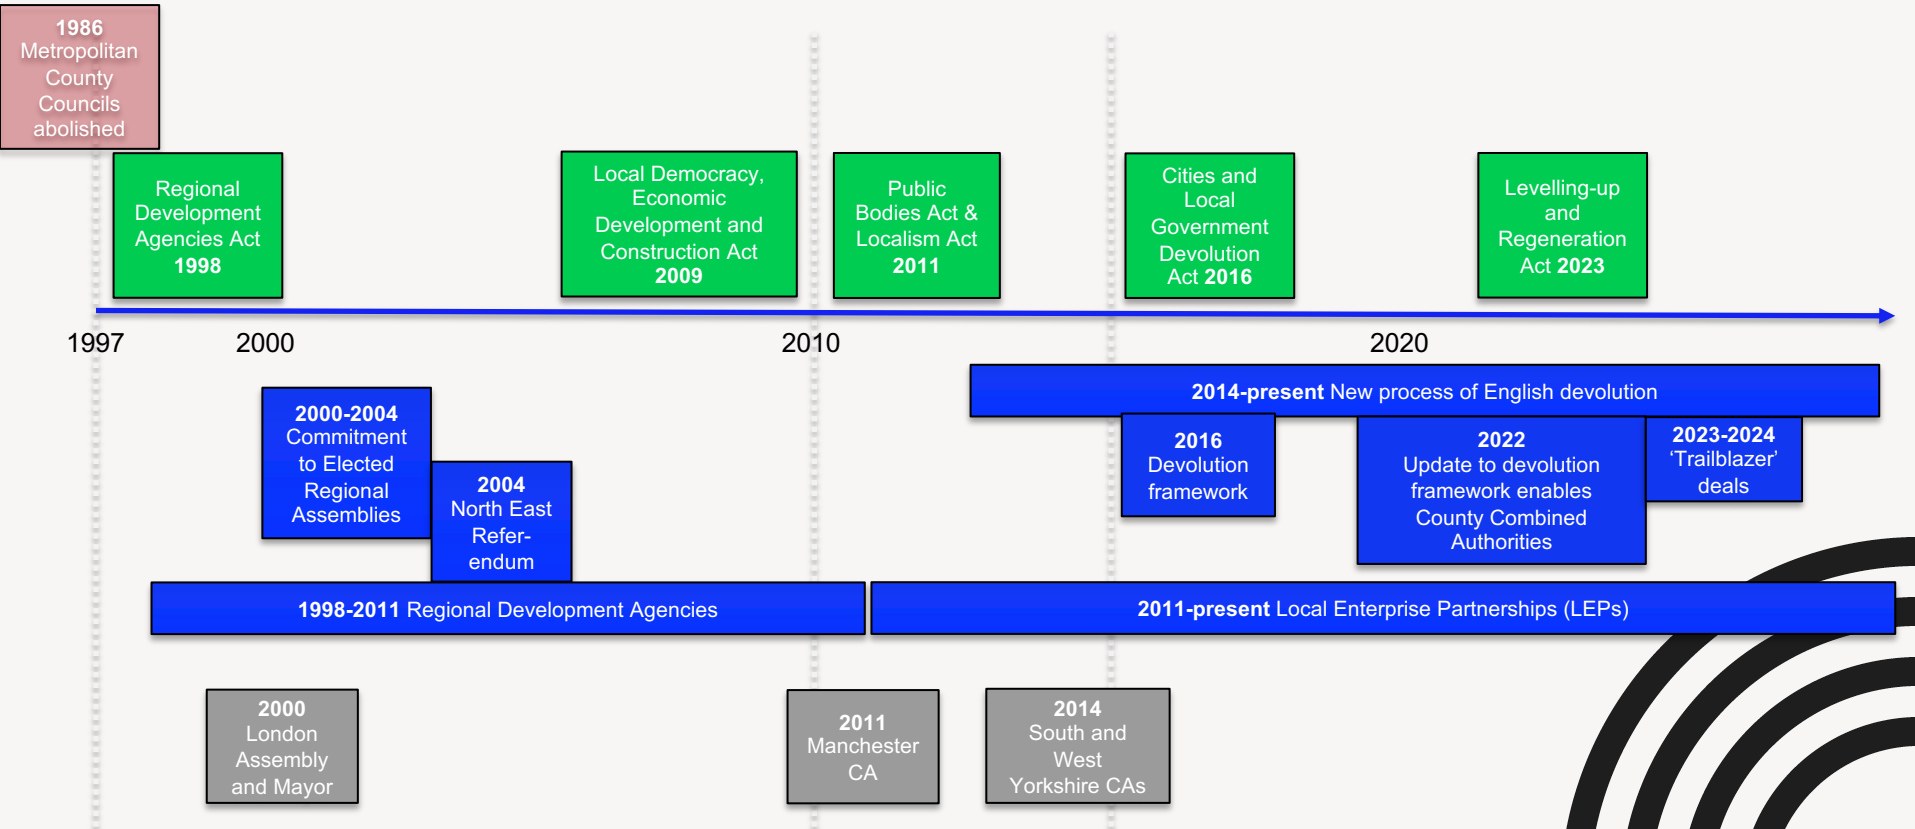 1986
Metropolitan
County
Councils
abolished
Regional
Development
Agencies Act
1998
Local Democracy,
Economic
Development and
Construction Act
2009
Public
Bodies Act &
Localism Act
2011
Cities and
Local
Government
Devolution
Act 2016
Levelling-up
and
Regeneration
Act 2023
1997
2000
2010
2020
2014-present New process of English devolution
2000-2004
Commitment
to Elected
Regional
Assemblies
2004
North East
Refer-
endum
2016
Devolution
framework
2022
Update to devolution
framework enables
County Combined
Authorities
2023-2024
‘Trailblazer’
deals
1998-2011 Regional Development Agencies
2011-present Local Enterprise Partnerships (LEPs)
2000
London
Assembly
and Mayor
2011
Manchester
CA
2014
South and
West
Yorkshire CAs